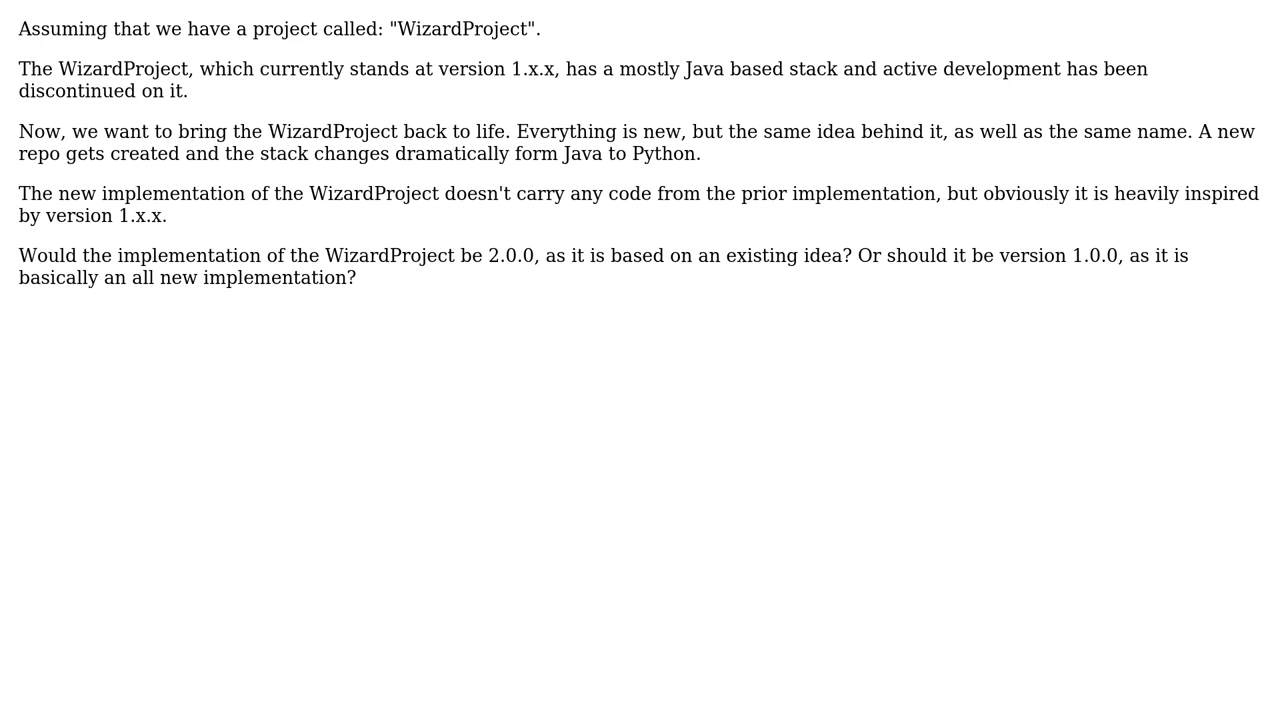 Assuming that we have a project called: "WizardProject".
The WizardProject, which currently stands at version 1.x.x, has a mostly Java based stack and active development has been
discontinued on it.
Now, we want to bring the WizardProject back to life. Everything is new, but the same idea behind it, as well as the same name. A new
repo gets created and the stack changes dramatically form Java to Python.
The new implementation of the WizardProject doesn't carry any code from the prior implementation, but obviously it is heavily inspired
by version 1.x.x.
Would the implementation of the WizardProject be 2.0.0, as it is based on an existing idea? Or should it be version 1.0.0, as it is
basically an all new implementation?